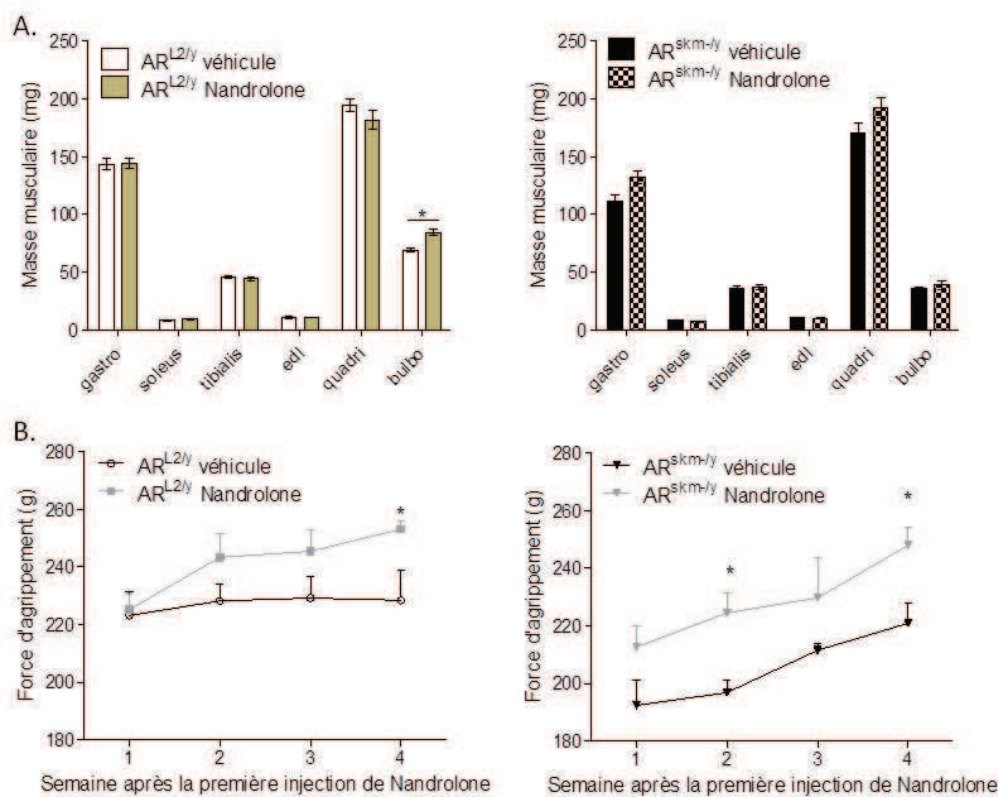 A.
AR^L2/y véhicule
AR^L2/y Nandrolone
Masse musculaire (mg)
250
200
150
100
50
0
*
gastro
soleus
tibialis
edl
quadri
bulbo
AR^skm-/y véhicule
AR^skm-/y Nandrolone
Masse musculaire (mg)
250
200
150
100
50
0
gastro
soleus
tibialis
edl
quadri
bulbo
B.
AR^L2/y véhicule
AR^L2/y Nandrolone
Force d'agrippement (g)
280
260
240
220
200
180
*
1 2 3 4
Semaine après la première injection de Nandrolone
AR^skm-/y véhicule
AR^skm-/y Nandrolone
Force d'agrippement (g)
280
260
240
220
200
180
*
*
1 2 3 4
Semaine après la première injection de Nandrolone